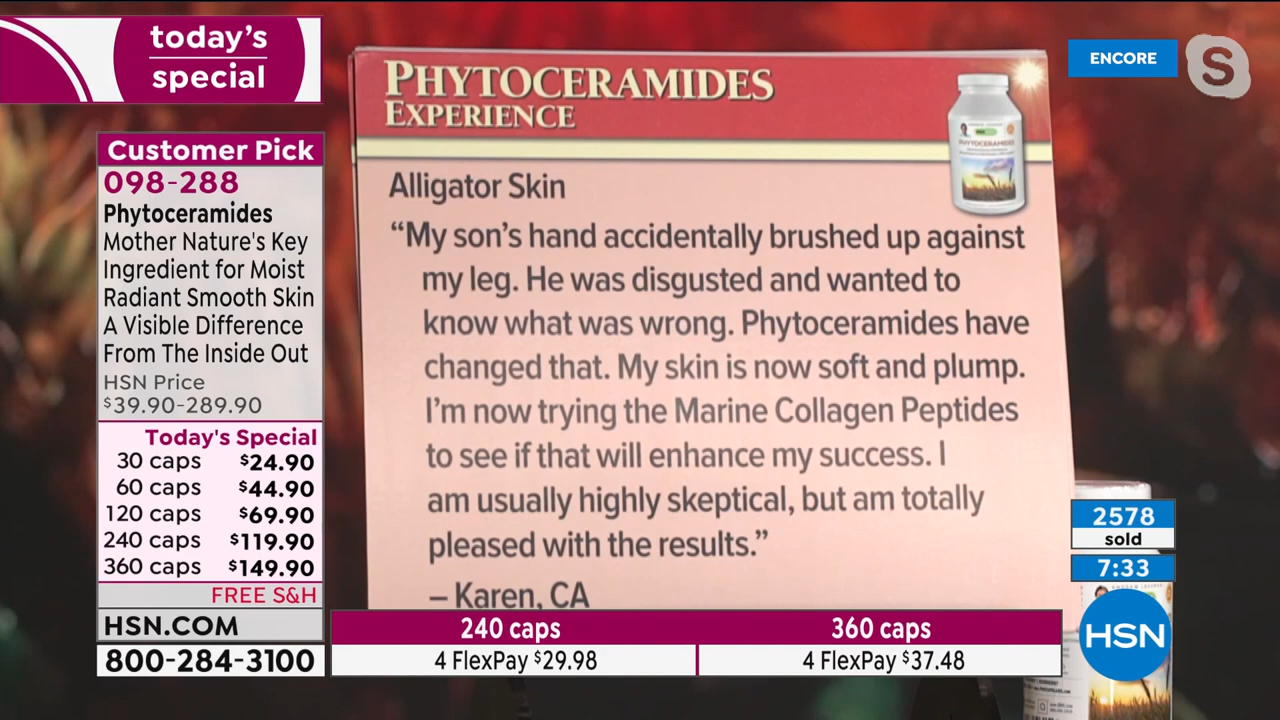 today's
special
Customer Pick
098-288
Phytoceramides
Mother Nature's Key
Ingredient for Moist
Radiant Smooth Skin
A Visible Difference
From The Inside Out
HSN Price
$39.90-289.90
Today's Special
30 caps $24.90
60 caps $44.90
120 caps $69.90
240 caps $119.90
360 caps $149.90
FREE S&H
HSN.COM
800-284-3100
PHYTOCERAMIDES
EXPERIENCE
PHYTOCERAMIDES
Alligator Skin
“My son’s hand accidentally brushed up against
my leg. He was disgusted and wanted to
know what was wrong. Phytoceramides have
changed that. My skin is now soft and plump.
I’m now trying the Marine Collagen Peptides
to see if that will enhance my success. I
am usually highly skeptical, but am totally
pleased with the results.”
– Karen, CA
240 caps 360 caps
4 FlexPay $29.98 4 FlexPay $37.48
ENCORE
S
2578
sold
7:33
HSN